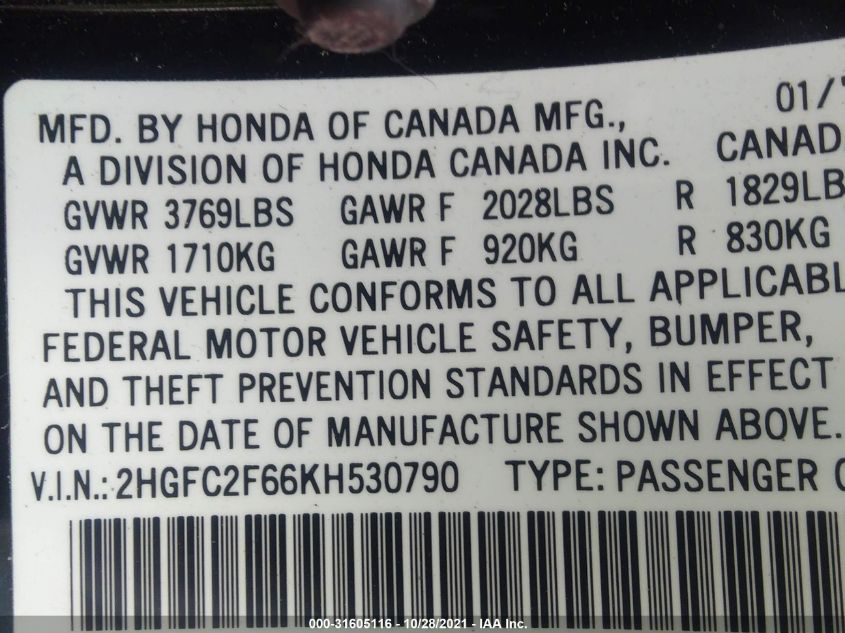 01/
MFD. BY HONDA OF CANADA MFG.,
A DIVISION OF HONDA CANADA INC. CANAD
GVWR 3769LBS GAWR F 2028LBS R 1829LB
GVWR 1710KG GAWR F 920KG R 830KG
THIS VEHICLE CONFORMS TO ALL APPLICABL
FEDERAL MOTOR VEHICLE SAFETY, BUMPER,
AND THEFT PREVENTION STANDARDS IN EFFECT
ON THE DATE OF MANUFACTURE SHOWN ABOVE.
V.I.N.: 2HGFC2F66KH530790 TYPE: PASSENGER
000-31605116 - 10/28/2021 - IAA Inc.